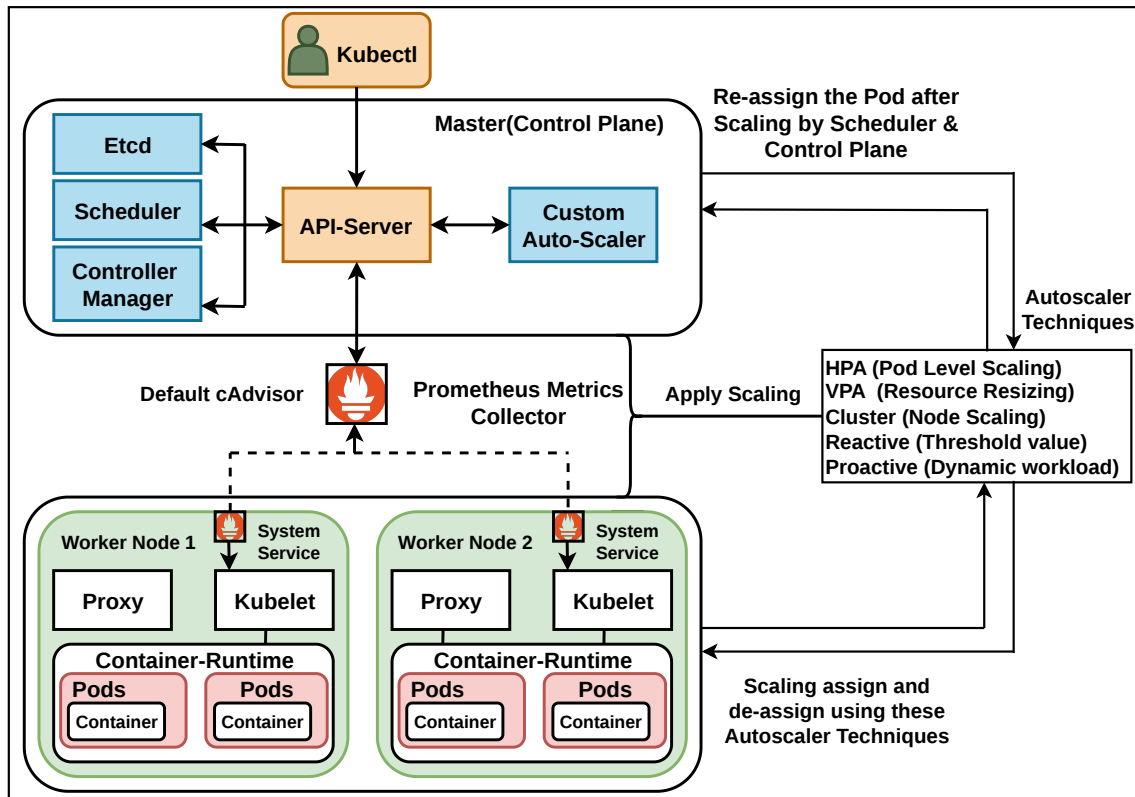 Kubectl
Master(Control Plane)
Etcd
Scheduler
Controller
Manager
API-Server
Custom
Auto-Scaler
Re-assign the Pod after
Scaling by Scheduler &
Control Plane
Autoscaler
Techniques
HPA (Pod Level Scaling)
VPA (Resource Resizing)
Cluster (Node Scaling)
Reactive (Threshold value)
Proactive (Dynamic workload)
Default cAdvisor
Prometheus Metrics
Collector
Apply Scaling
Worker Node 1
System
Service
Proxy
Kubelet
Container-Runtime
Pods
Container
Pods
Container
Worker Node 2
System
Service
Proxy
Kubelet
Container-Runtime
Pods
Container
Pods
Container
Scaling assign and
de-assign using these
Autoscaler Techniques